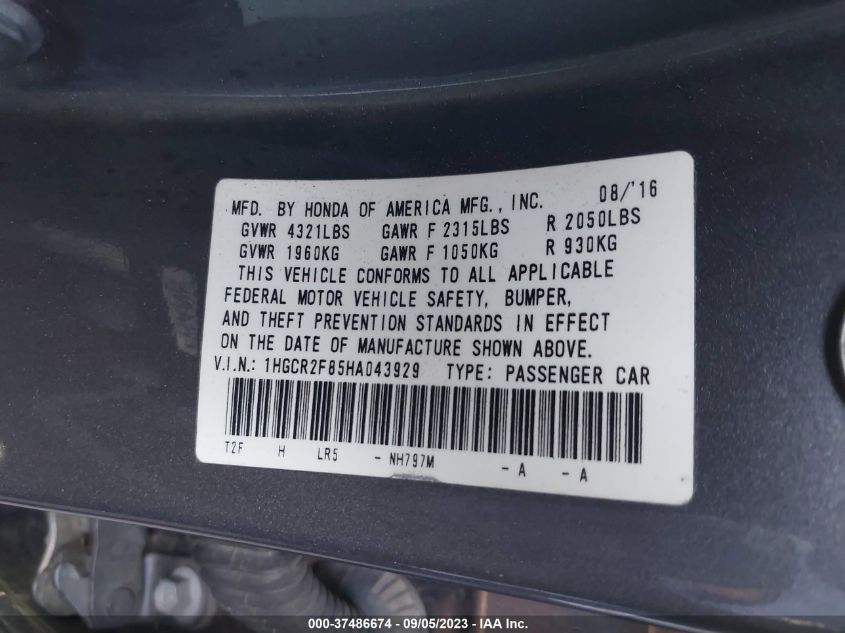 MFD. BY HONDA OF AMERICA MFG., INC. 08/'16
GVWR 4321LBS GAWR F 2315LBS R 2050LBS
GVWR 1960KG GAWR F 1050KG R 930KG
THIS VEHICLE CONFORMS TO ALL APPLICABLE
FEDERAL MOTOR VEHICLE SAFETY, BUMPER,
AND THEFT PREVENTION STANDARDS IN EFFECT
ON THE DATE OF MANUFACTURE SHOWN ABOVE.
V.I.N.: 1HGCR2F85HA043929 TYPE: PASSENGER CAR
T2F H LR5 - NH797M - A - A
000-37486674 - 09/05/2023 - IAA Inc.